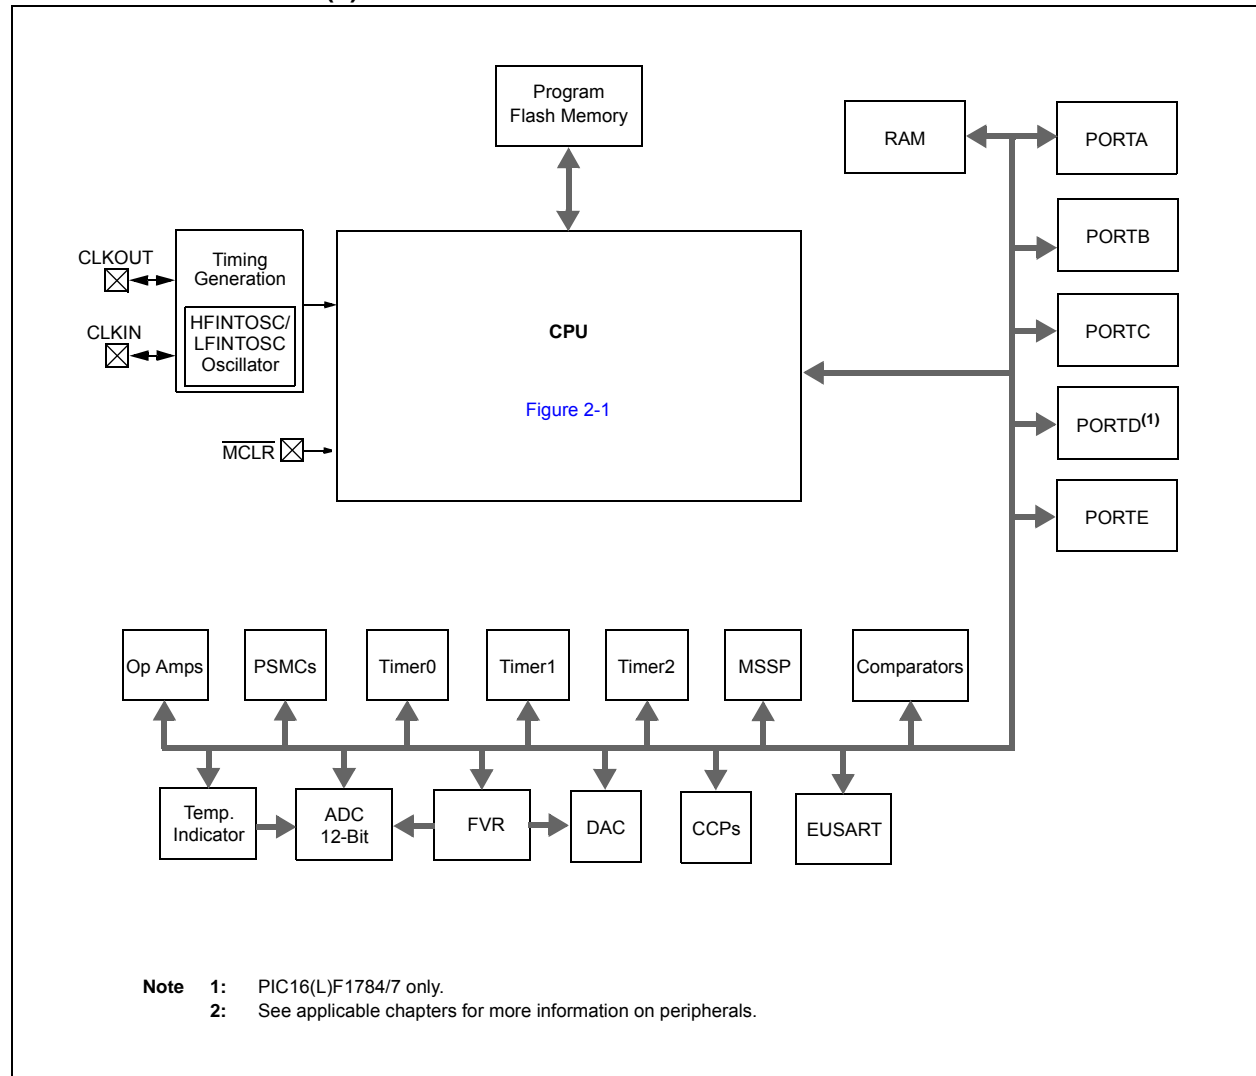 Program
Flash Memory
RAM
PORTA
PORTB
PORTC
PORTD(1)
PORTE
CLKOUT
CLKIN
Timing
Generation
HFINTOSC/
LFINTOSC
Oscillator
MCLR
CPU
Figure 2-1
Op Amps
PSMCs
Timer0
Timer1
Timer2
MSSP
Comparators
Temp.
Indicator
ADC
12-Bit
FVR
DAC
CCPs
EUSART
Note 1: PIC16(L)F1784/7 only.
2: See applicable chapters for more information on peripherals.